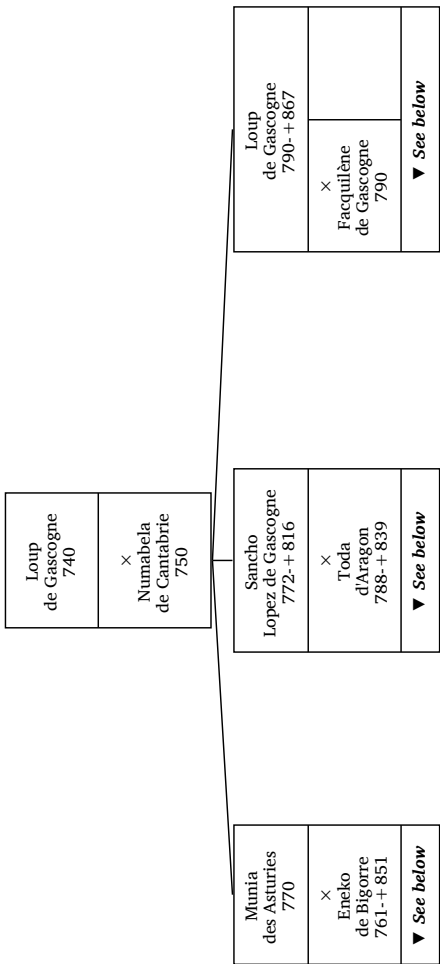 Loup
de Gascogne
740
×
Numabela
de Cantabrie
750
Munia
des Asturies
770
×
Eneko
de Bigorre
761-+851
▼ See below
Sancho
Lopez de Gascogne
772-+816
×
Toda
d'Aragon
788-+839
▼ See below
Loup
de Gascogne
790-+867
×
Facquilène
de Gascogne
790
▼ See below